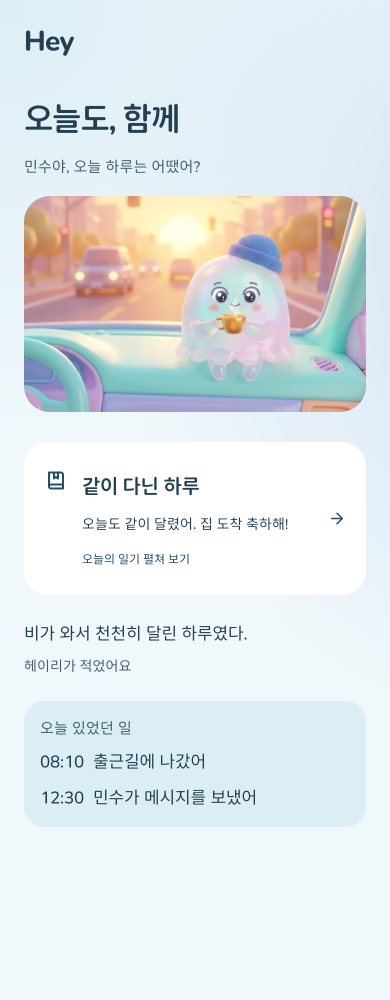 Hey
오늘도, 함께
민수야, 오늘 하루는 어땠어?
같이 다닌 하루
오늘도 같이 달렸어. 집 도착 축하해!
오늘의 일기 펼쳐 보기
비가 와서 천천히 달린 하루였다.
헤이리가 적었어요
오늘 있었던 일
08:10 출근길에 나갔어
12:30 민수가 메시지를 보냈어